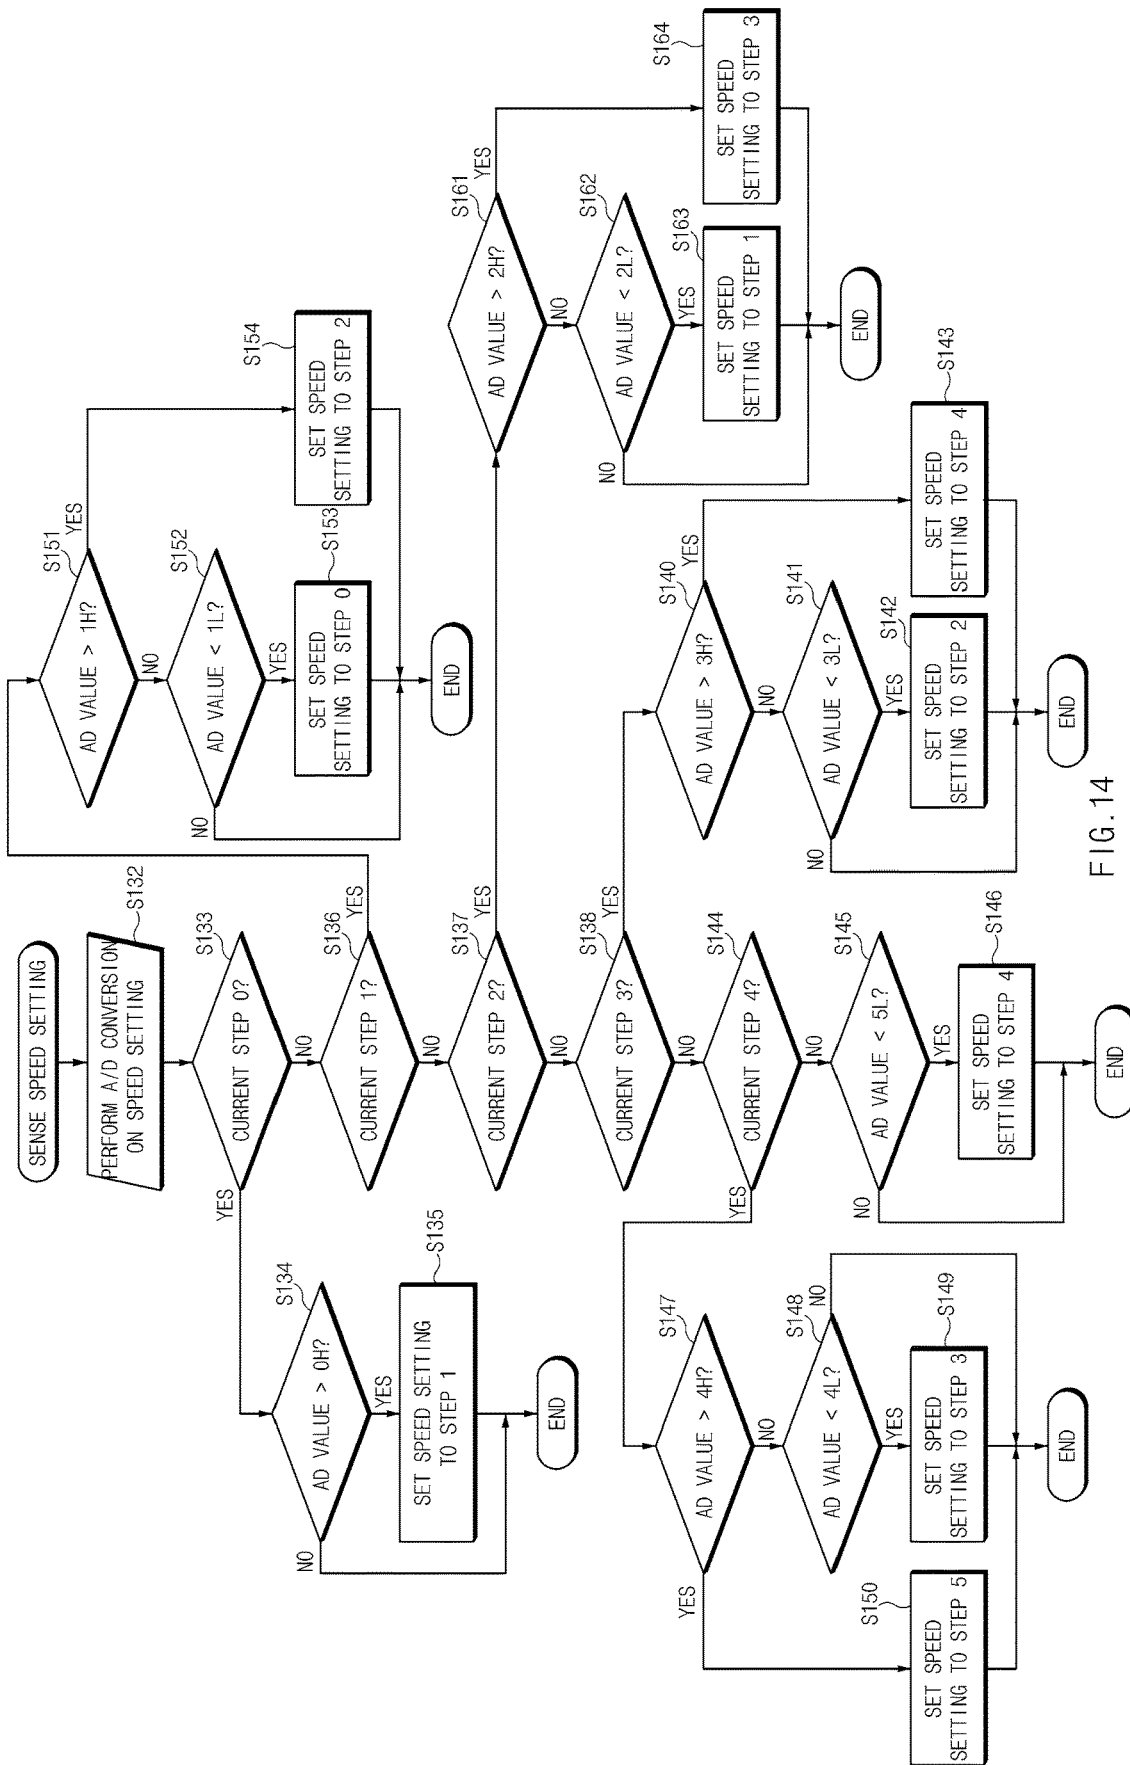 SENSE SPEED SETTING
PERFORM A/D CONVERSION
ON SPEED SETTING
S132
CURRENT STEP 0?
S133
YES
NO
AD VALUE > 0H?
S134
YES
NO
SET SPEED SETTING
TO STEP 1
S135
END
CURRENT STEP 1?
S136
YES
NO
AD VALUE > 1H?
S151
YES
NO
AD VALUE < 1L?
S152
NO
YES
SET SPEED
SETTING TO STEP 0
S153
SET SPEED
SETTING TO STEP 2
S154
END
CURRENT STEP 2?
S137
YES
NO
AD VALUE > 2H?
S161
YES
NO
AD VALUE < 2L?
S162
NO
YES
SET SPEED
SETTING TO STEP 1
S163
SET SPEED
SETTING TO STEP 3
S164
END
CURRENT STEP 3?
S138
YES
NO
AD VALUE > 3H?
S140
YES
NO
AD VALUE < 3L?
S141
NO
YES
SET SPEED
SETTING TO STEP 2
S142
SET SPEED
SETTING TO STEP 4
S143
END
CURRENT STEP 4?
S144
YES
NO
AD VALUE > 4H?
S147
YES
NO
AD VALUE < 4L?
S148
NO
YES
SET SPEED
SETTING TO STEP 3
S149
SET SPEED
SETTING TO STEP 5
S150
END
AD VALUE < 5L?
S145
NO
YES
SET SPEED
SETTING TO STEP 4
S146
END
FIG.14